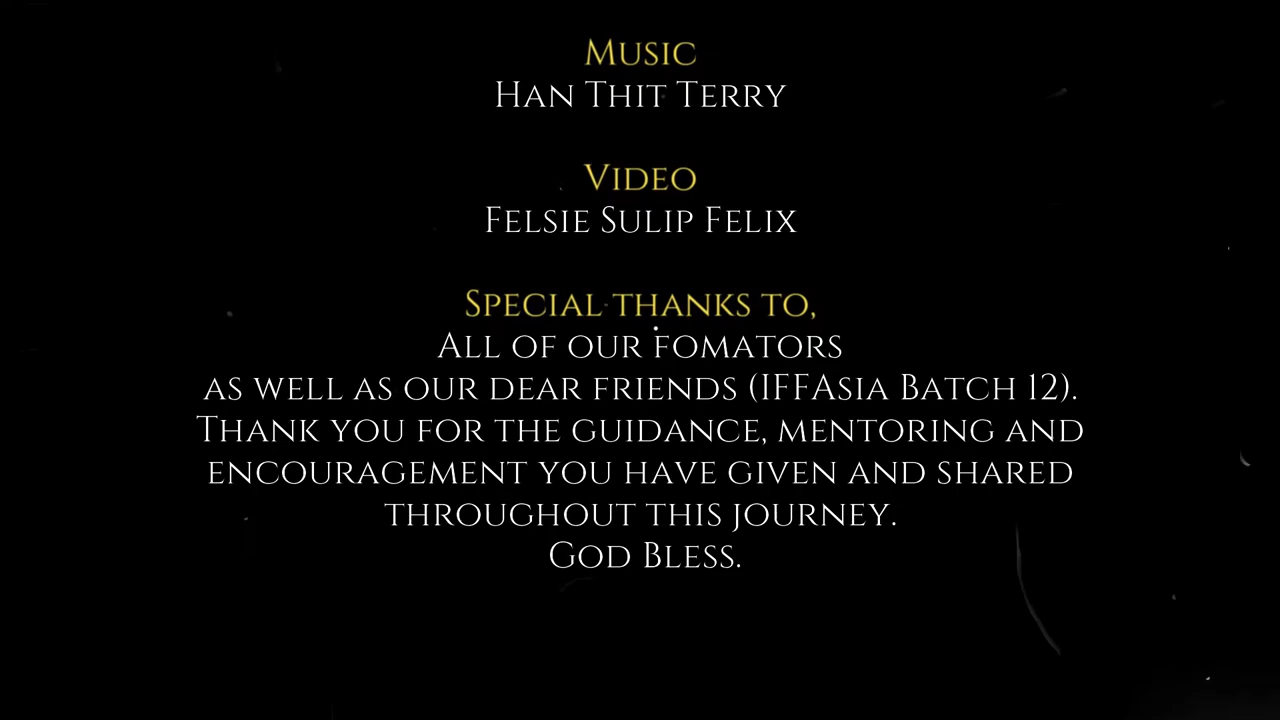 Music
Han Thit Terry
Video
Felsie Sulip Felix
Special thanks to,
All of our fomators
as well as our dear friends (IFFAsia Batch 12).
Thank you for the guidance, mentoring and
encouragement you have given and shared
throughout this journey.
God Bless.